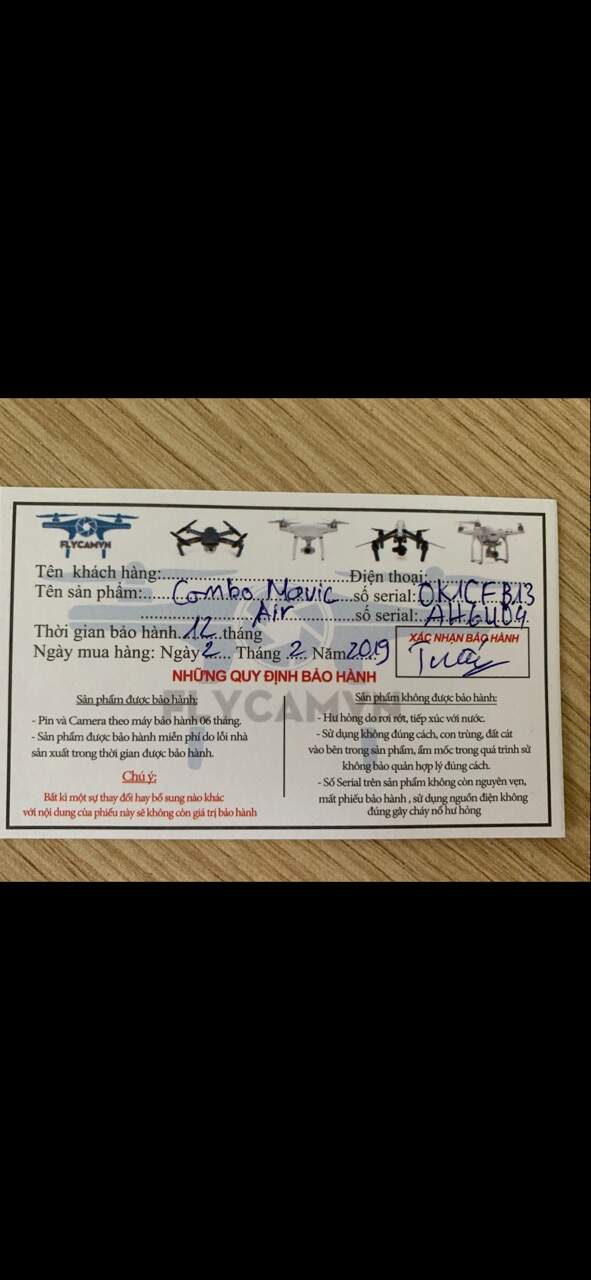 FLYCAMVN
Tên khách hàng:.......................................Điện thoại:
Tên sản phẩm:......Combo Mavic...số serial:OK1CFB13
Air....................số serial:.AH6U04.
Thời gian bảo hành.12..tháng
XÁC NHẬN BẢO HÀNH
Ngày mua hàng: Ngày 2..... Tháng 2. Năm 2019
NHỮNG QUY ĐỊNH BẢO HÀNH
FLYCAMVN
Sản phẩm được bảo hành:
- Pin và Camera theo máy bảo hành 06 tháng.
- Sản phẩm được bảo hành miễn phí do lỗi nhà
sản xuất trong thời gian được bảo hành.
Chú ý:
Bất kì một sự thay đổi hay bổ sung nào khác
với nội dung của phiếu này sẽ không còn giá trị bảo hành
Sản phẩm không được bảo hành:
- Hư hỏng do rơi rớt, tiếp xúc với nước.
- Sử dụng không đúng cách, con trùng, đất cát
vào bên trong sản phẩm, ẩm mốc trong quá trình sử
không bảo quản hợp lý đúng cách.
- Số Serial trên sản phẩm không còn nguyên vẹn,
mất phiếu bảo hành , sử dụng nguồn điện không
đúng gây cháy nổ hư hỏng